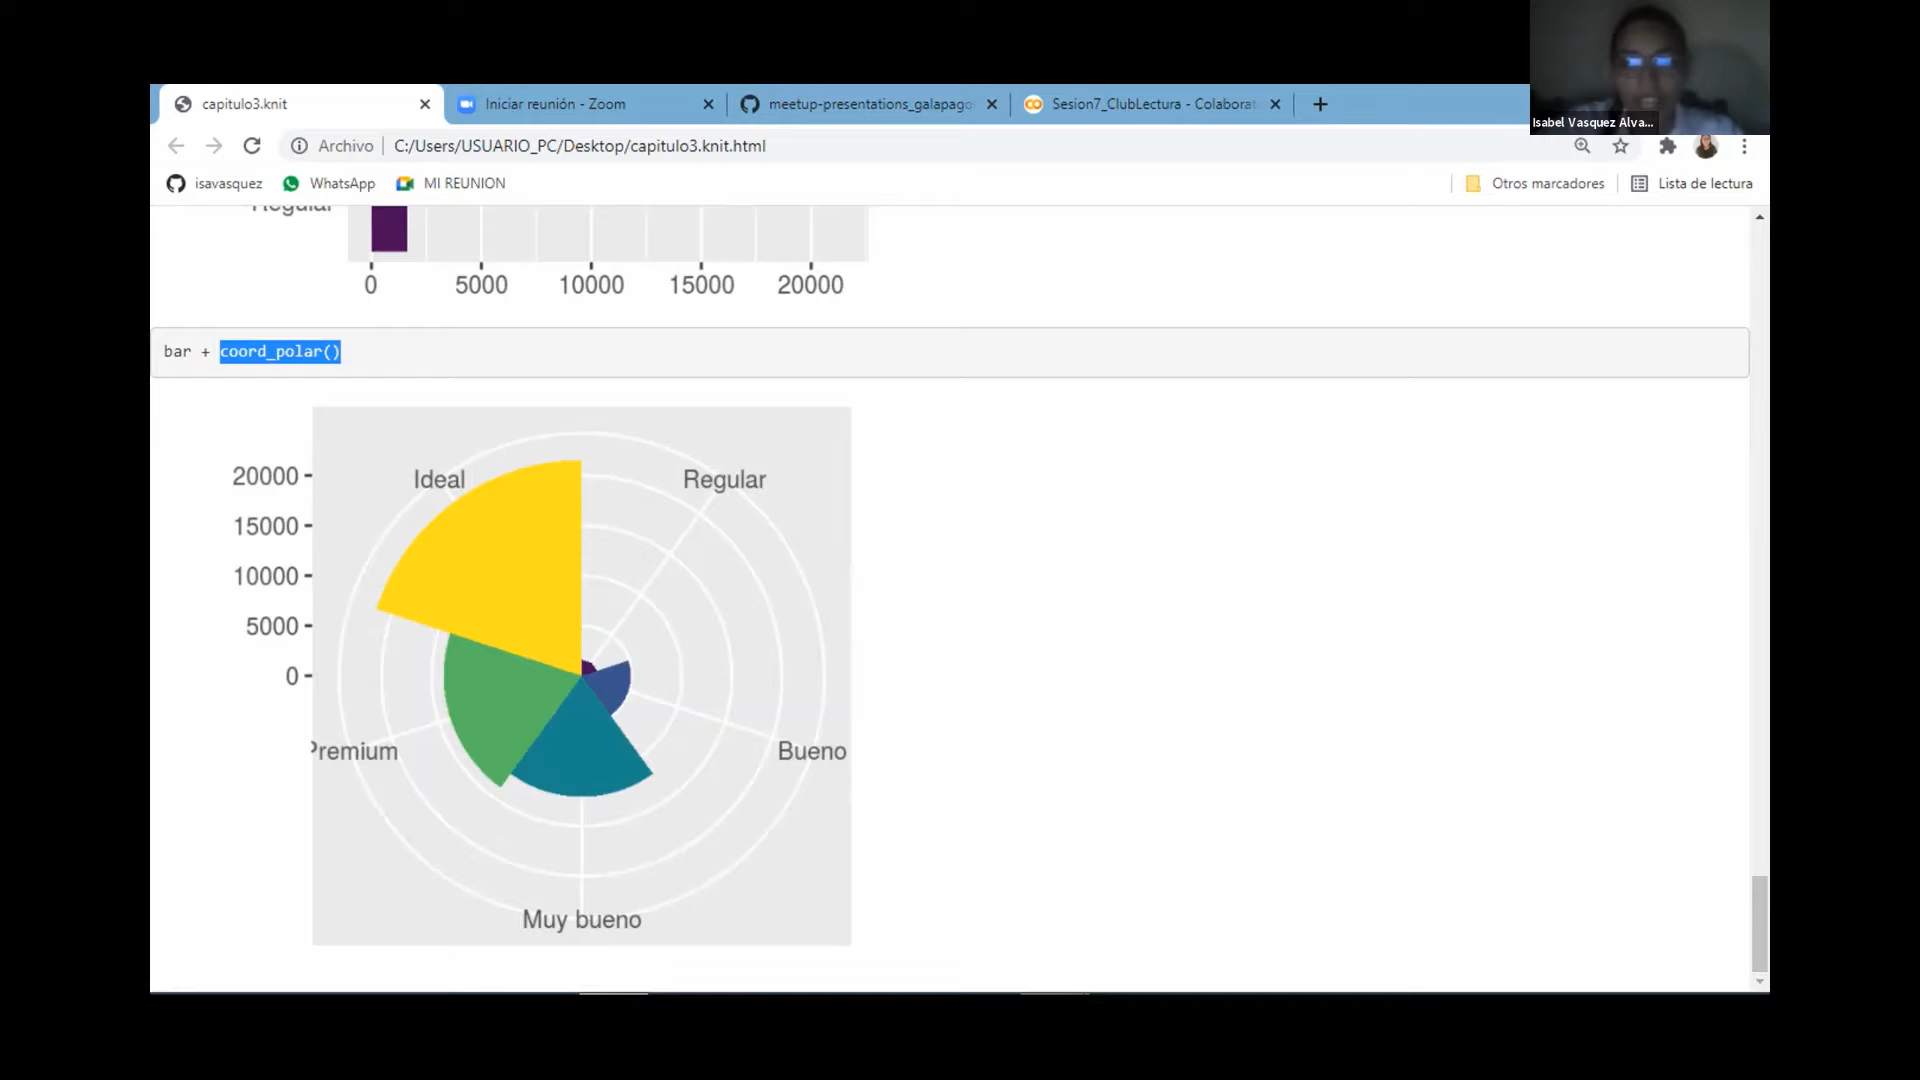 capitulo3.knit
Iniciar reunión - Zoom
meetup-presentations_galapago
Sesion7_ClubLectura - Colaborat
Isabel Vasquez Alva...
Archivo
C:/Users/USUARIO_PC/Desktop/capitulo3.knit.html
isavasquez
WhatsApp
MI REUNION
Otros marcadores
Lista de lectura
Regular
0 5000 10000 15000 20000
bar + coord_polar()
Ideal
Regular
20000
15000
10000
5000
0
Premium
Bueno
Muy bueno